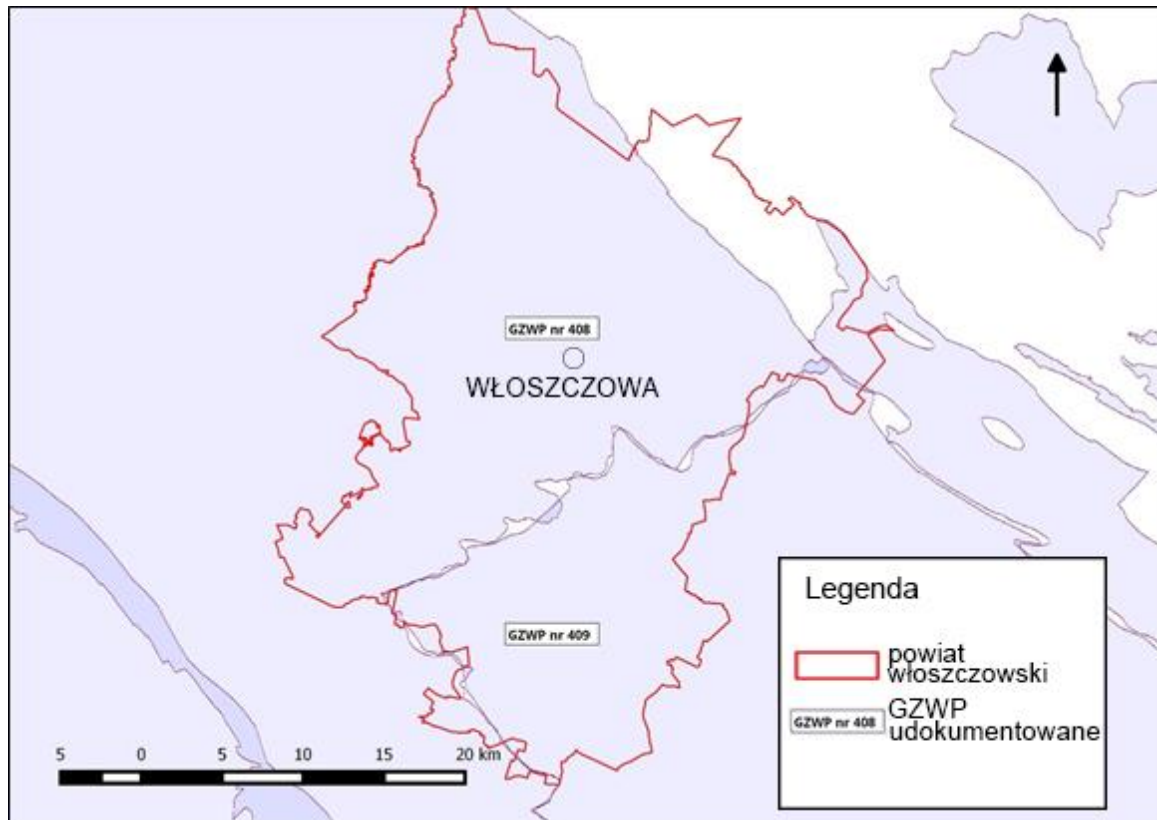 GZWP nr 408
WŁOSZCZOWA
GZWP nr 409
Legenda
powiat
włoszczowski
GZWP nr 408
GZWP
udokumentowane
5 0 5 10 15 20 km